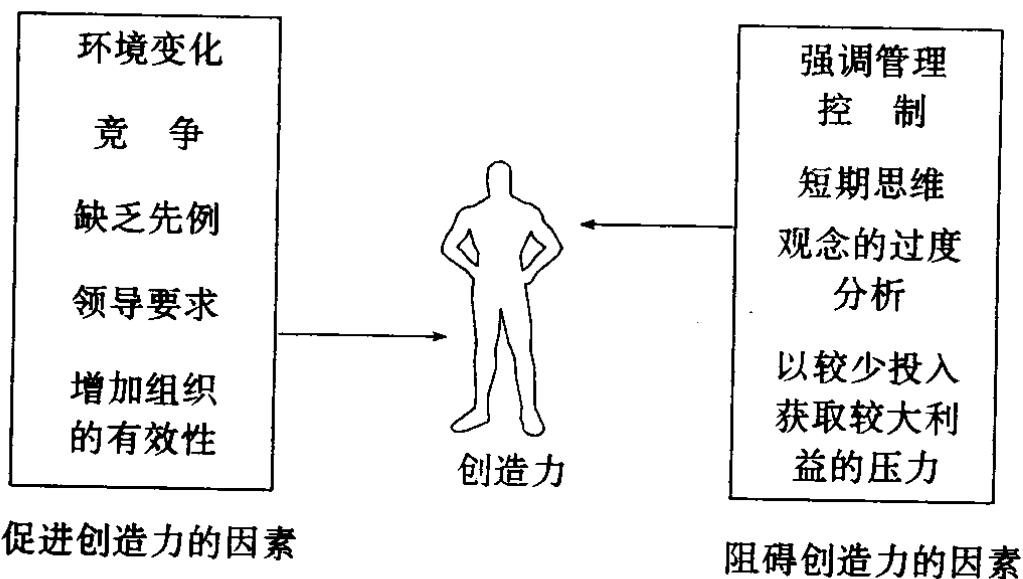 环境变化
竞 争
缺乏先例
领导要求
增加组织
的有效性
促进创造力的因素
创造力
强调管理
控 制
短期思维
观念的过度
分析
以较少投入
获取较大利
益的压力
阻碍创造力的因素